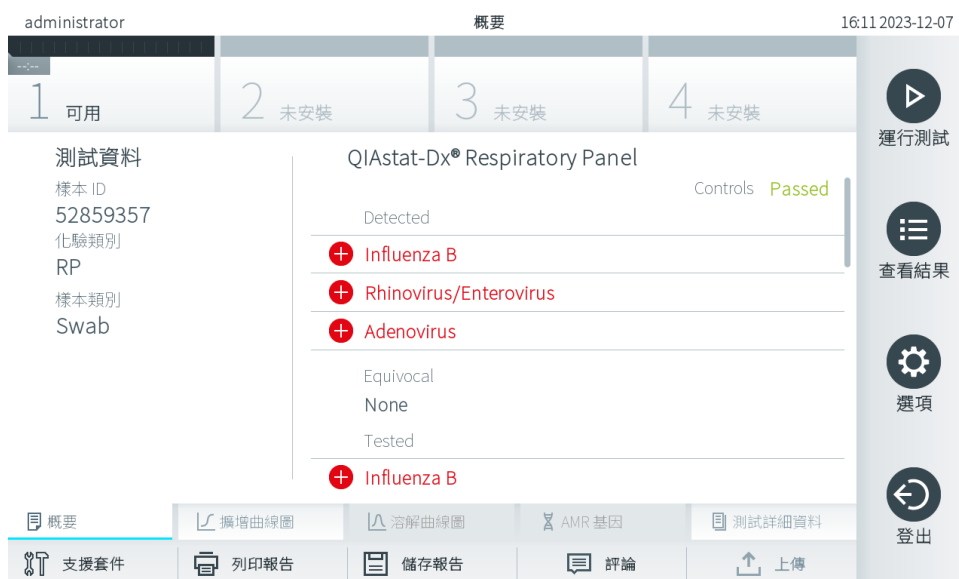 administrator 概要 16:11 2023-12-07
--:--
1 可用 2 未安裝 3 未安裝 4 未安裝
運行測試
測試資料 QIAstat-Dx® Respiratory Panel
樣本 ID Controls Passed
52859357 Detected
化驗類別
RP Influenza B
查看結果
樣本類別 Rhinovirus/Enterovirus
Swab Adenovirus
Equivocal
None
選項
Tested
Influenza B
概要 擴增曲線圖 溶解曲線圖 AMR 基因 測試詳細資料
登出
支援套件 列印報告 儲存報告 評論 上傳